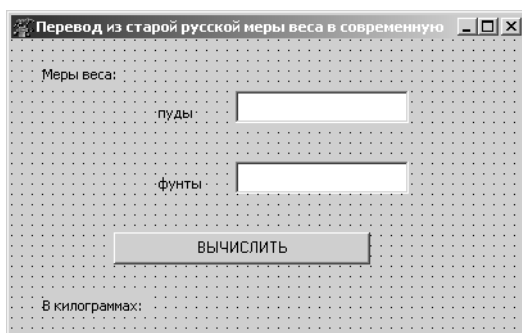 Перевод из старой русской меры веса в современную
Меры веса:
пуды
фунты
ВЫЧИСЛИТЬ
В килограммах: